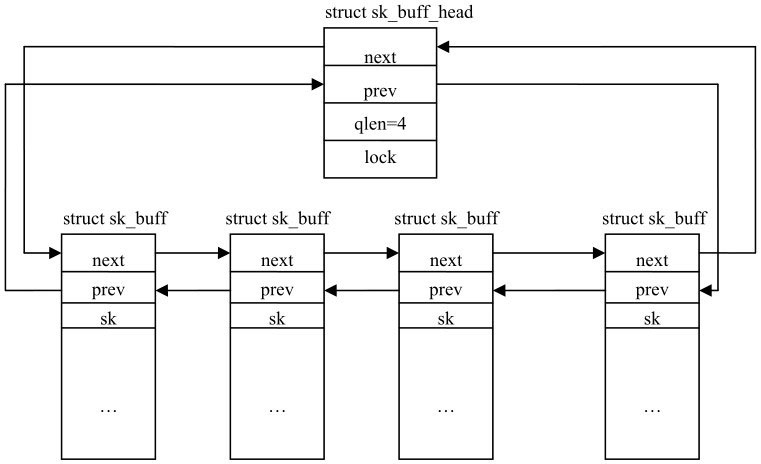 struct sk_buff_head
next
prev
qlen=4
lock
struct sk_buff struct sk_buff struct sk_buff struct sk_buff
next next next next
prev prev prev prev
sk sk sk sk
… … … …